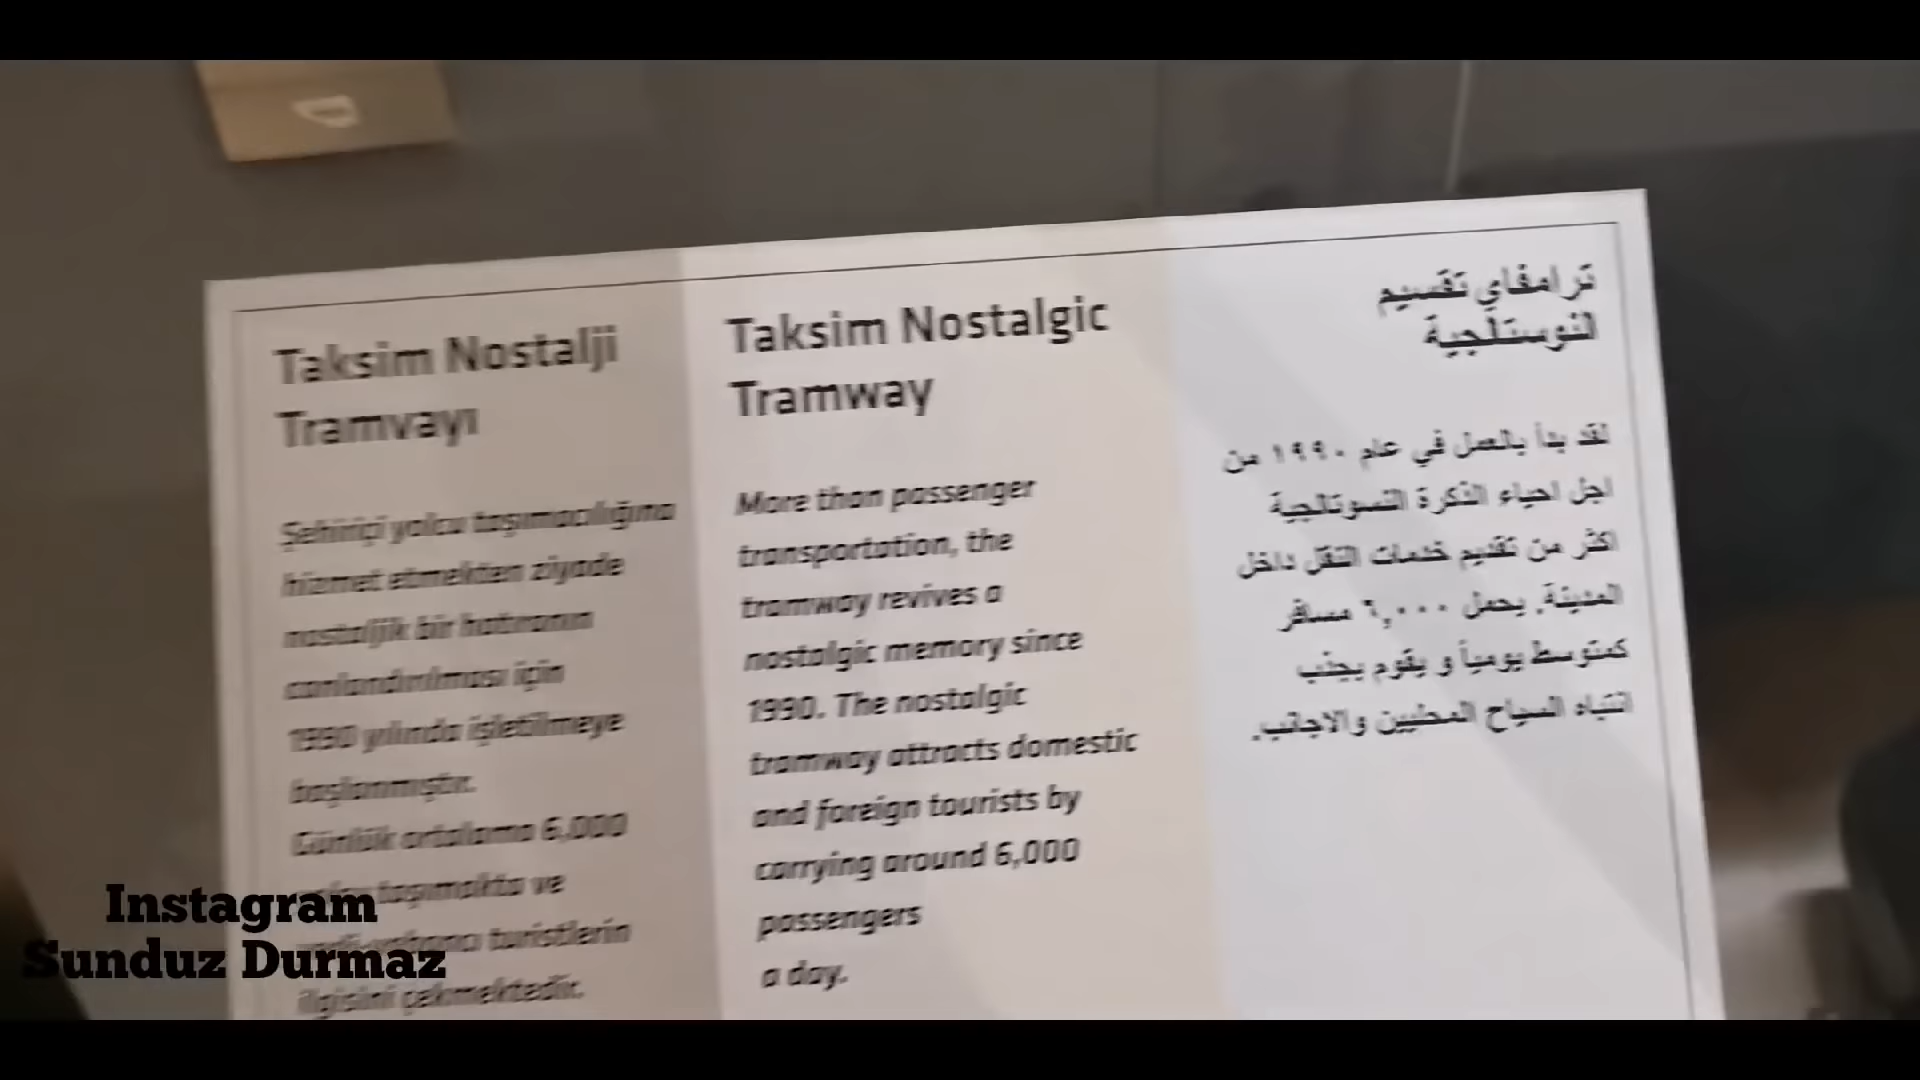 Taksim Nostalji
Tramvayı
Şehiriçi yolcu taşımacılığına
hizmet etmekten ziyade
nostaljik bir hatıranın
canlandırılması için
1990 yılında işletilmeye
başlanmıştır.
Günlük ortalama 6,000
taşımakta ve
turistlerin
ilgisini çekmektedir.
Taksim Nostalgic
Tramway
More than passenger
transportation, the
tramway revives a
nostalgic memory since
1990. The nostalgic
tramway attracts domestic
and foreign tourists by
carrying around 6,000
passengers
a day.
ترامفاي تقسيم
النوستلجية
لقد بدأ بالعمل في عام ١٩٩٠ من
اجل احياء الذكرة النسوتالجية
اكثر من تقديم خدمات النقل داخل
المدينة. يحمل ٦,٠٠٠ مسافر
كمتوسط يومياً و يقوم بجذب
انتباه السياح المحليين والاجانب.
Instagram
Sunduz Durmaz